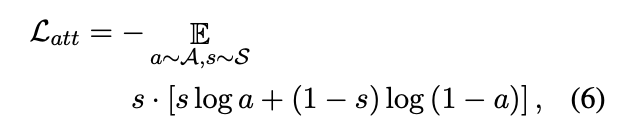 ℒ_att = − 𝔼_{a∼𝒜,s∼𝒮}
s · [s log a + (1 − s) log (1 − a)] , (6)